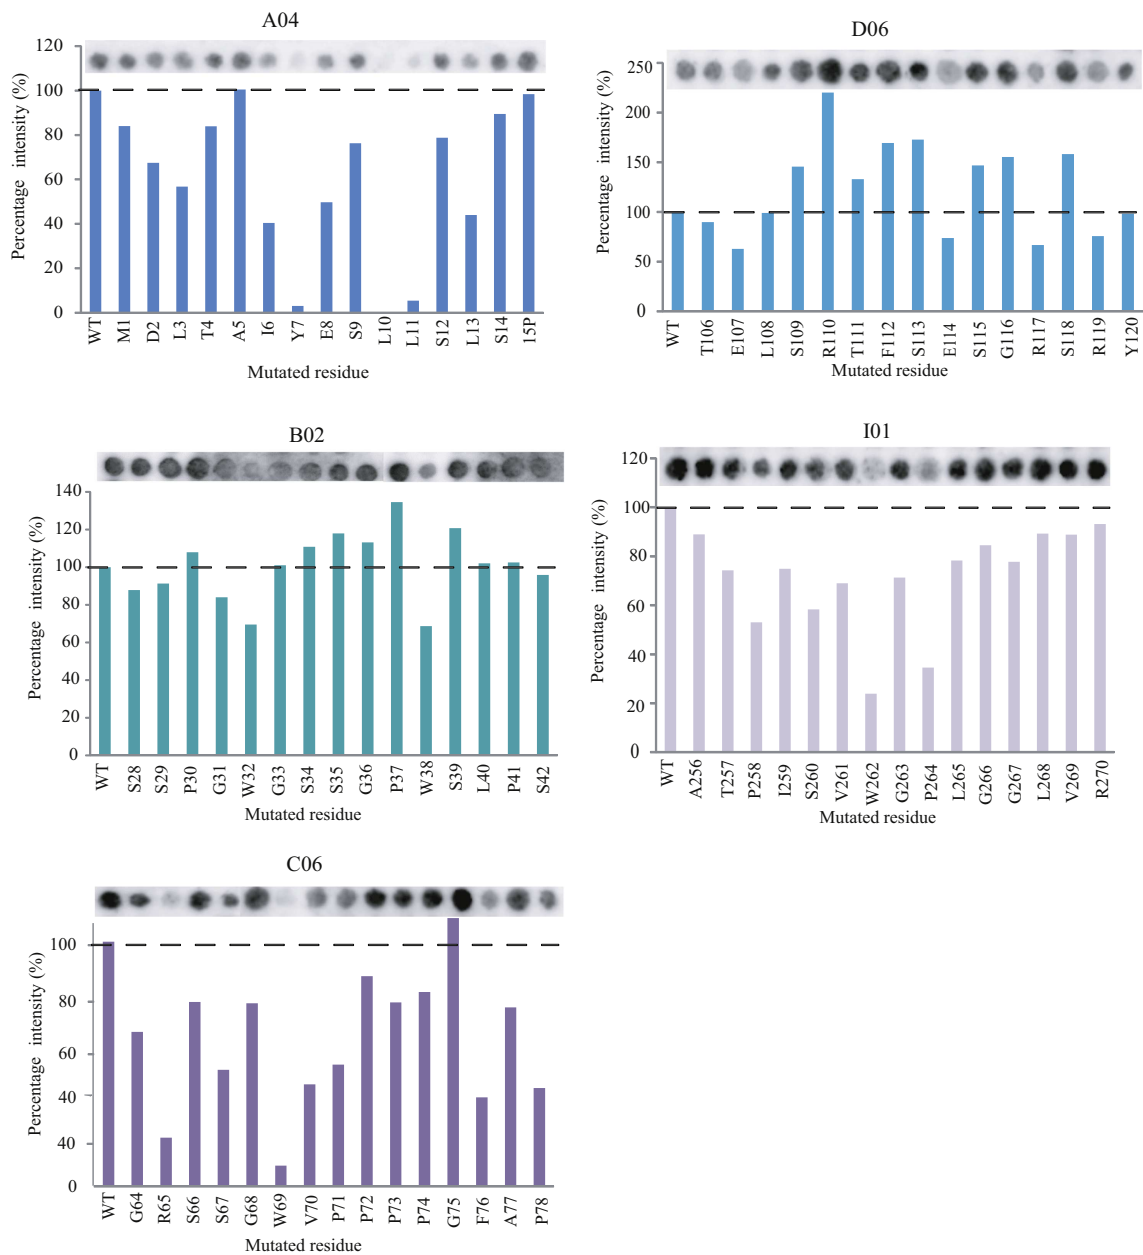 A04
120
100
80
60
40
20
0
Percentage intensity (%)
WT M1 D2 L3 T4 A5 I6 Y7 E8 S9 L10 L11 S12 L13 S14 15P
Mutated residue
D06
250
200
150
100
50
0
Percentage intensity (%)
WT T106 E107 L108 S109 R110 T111 F112 S113 E114 S115 G116 R117 S118 R119 Y120
Mutated residue
B02
140
120
100
80
60
40
20
0
Percentage intensity (%)
WT S28 S29 P30 G31 W32 G33 S34 S35 G36 P37 W38 S39 L40 P41 S42
Mutated residue
I01
120
100
80
60
40
20
0
Percentage intensity (%)
WT A256 T257 P258 I259 S260 V261 W262 G263 P264 L265 G266 G267 L268 V269 R270
Mutated residue
C06
100
80
60
40
40
0
Percentage intensity (%)
WT G64 R65 S66 S67 G68 W69 V70 P71 P72 P73 P74 G75 F76 A77 P78
Mutated residue